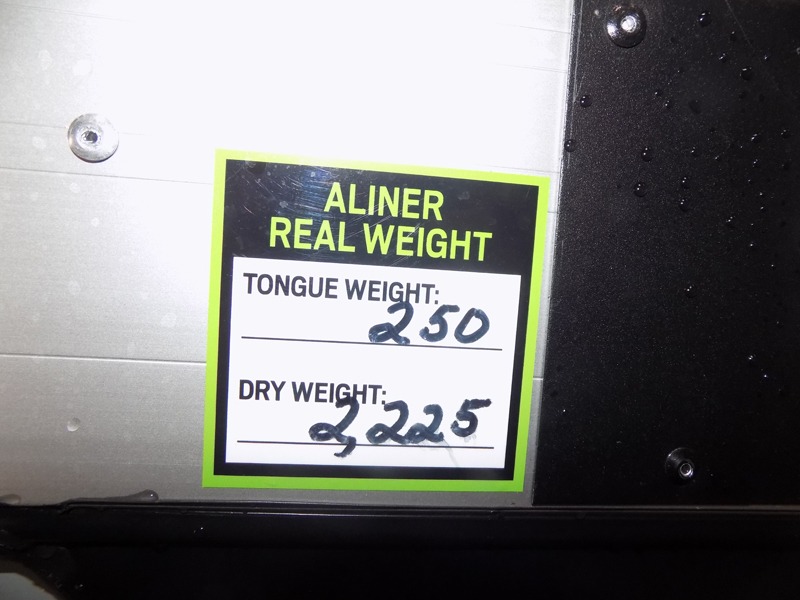 ALINER
REAL WEIGHT
TONGUE WEIGHT:
250
DRY WEIGHT:
2,225